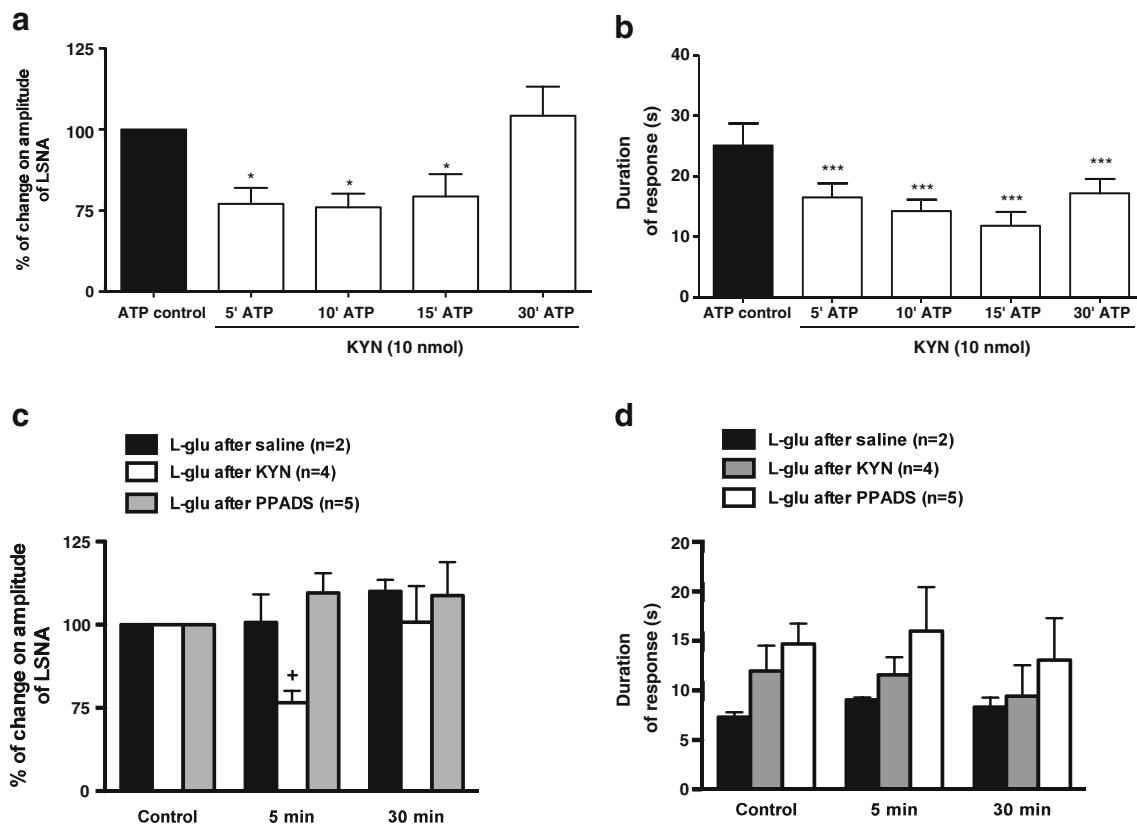 a
% of change on amplitude
of LSNA
125
100
75
0
*
*
*
ATP control
5' ATP
10' ATP
15' ATP
30' ATP
KYN (10 nmol)
b
Duration
of response (s)
40
30
20
10
0
***
***
***
***
ATP control
5' ATP
10' ATP
15' ATP
30' ATP
KYN (10 nmol)
c
L-glu after saline (n=2)
L-glu after KYN (n=4)
L-glu after PPADS (n=5)
% of change on amplitude
of LSNA
125
100
75
0
+
Control
5 min
30 min
d
L-glu after saline (n=2)
L-glu after KYN (n=4)
L-glu after PPADS (n=5)
Duration
of response (s)
20
20
15
10
5
0
Control
5 min
30 min